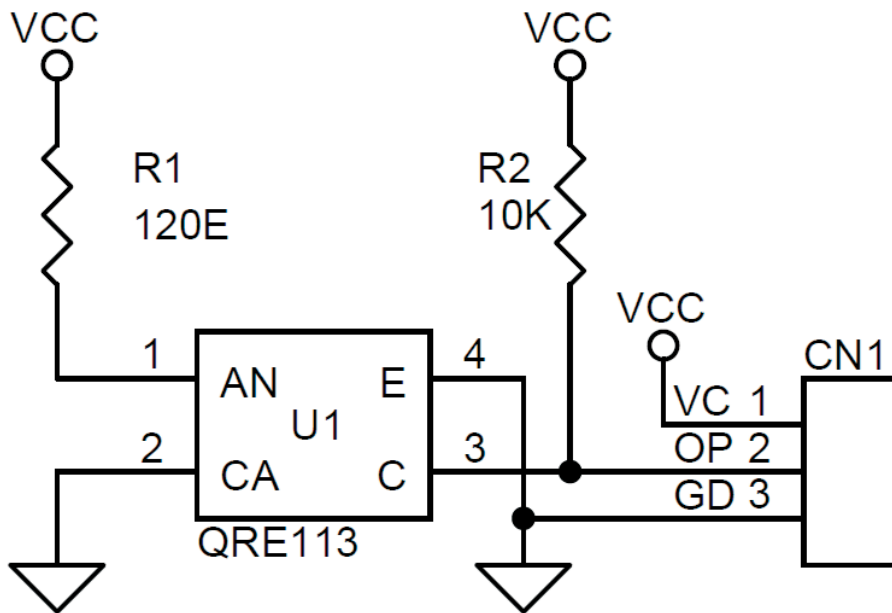 VCC
VCC
R1
120E
R2
10K
VCC
CN1
1
AN
E
4
VC 1
U1
2
CA
C
3
OP 2
GD 3
QRE113